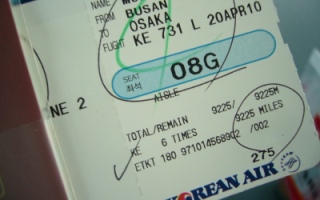 NAME
FROM BUSAN
TO OSAKA
FLIGHT KE 731 L 20APR10
SEAT
좌석 08G
AISLE
NE 2
TOTAL/REMAIN 9225/ 9225M
KE 6 TIMES 9225 MILES
ETKT 180 971014568902 /002
275
KOREAN AIR